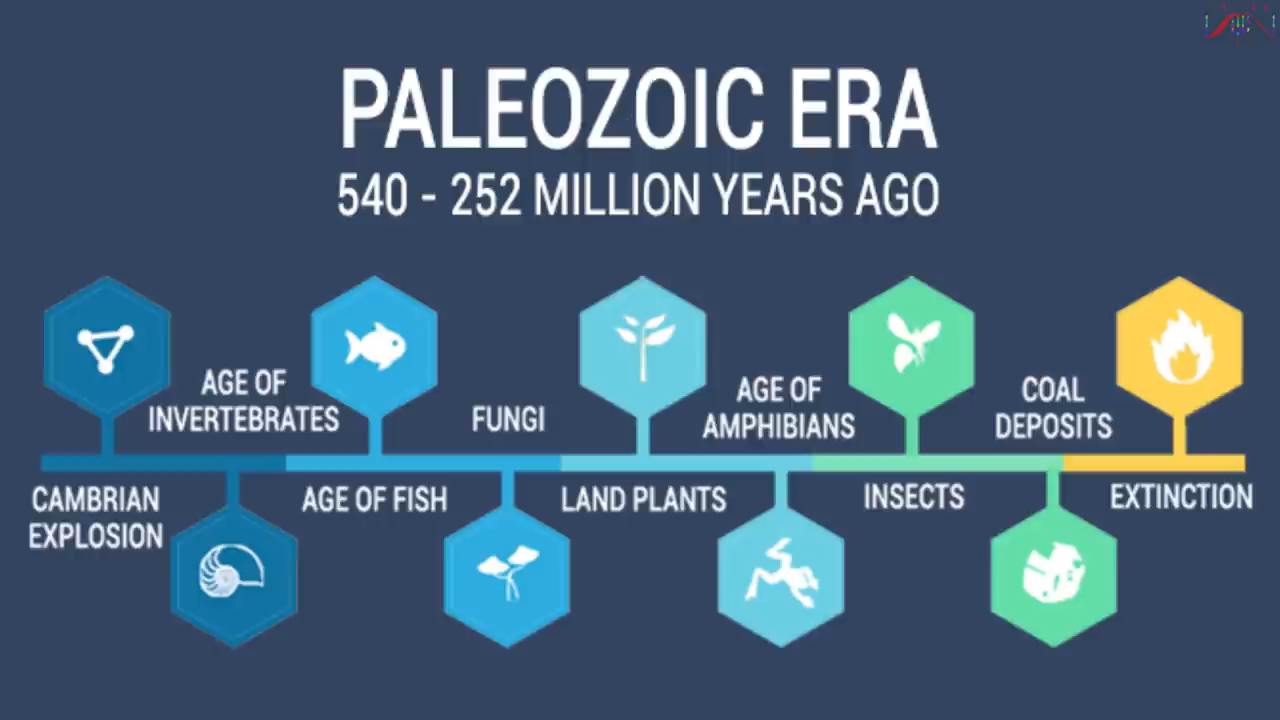 PALEOZOIC ERA
540 - 252 MILLION YEARS AGO
AGE OF
INVERTEBRATES
FUNGI
AGE OF
AMPHIBIANS
COAL
DEPOSITS
CAMBRIAN
EXPLOSION
AGE OF FISH
LAND PLANTS
INSECTS
EXTINCTION